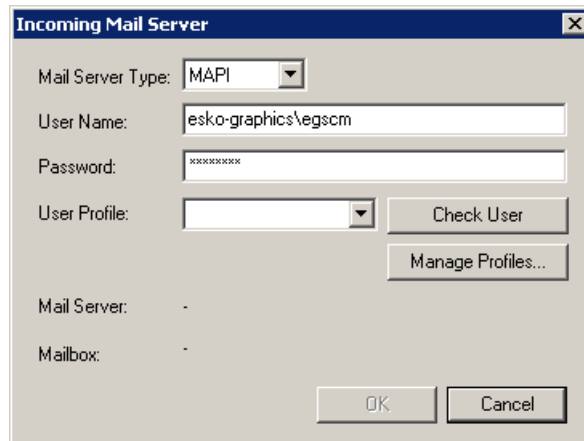 Incoming Mail Server
Mail Server Type: MAPI
User Name: esko-graphics\egscm
Password: ********
User Profile: Check User
Manage Profiles...
Mail Server: -
Mailbox: -
OK Cancel